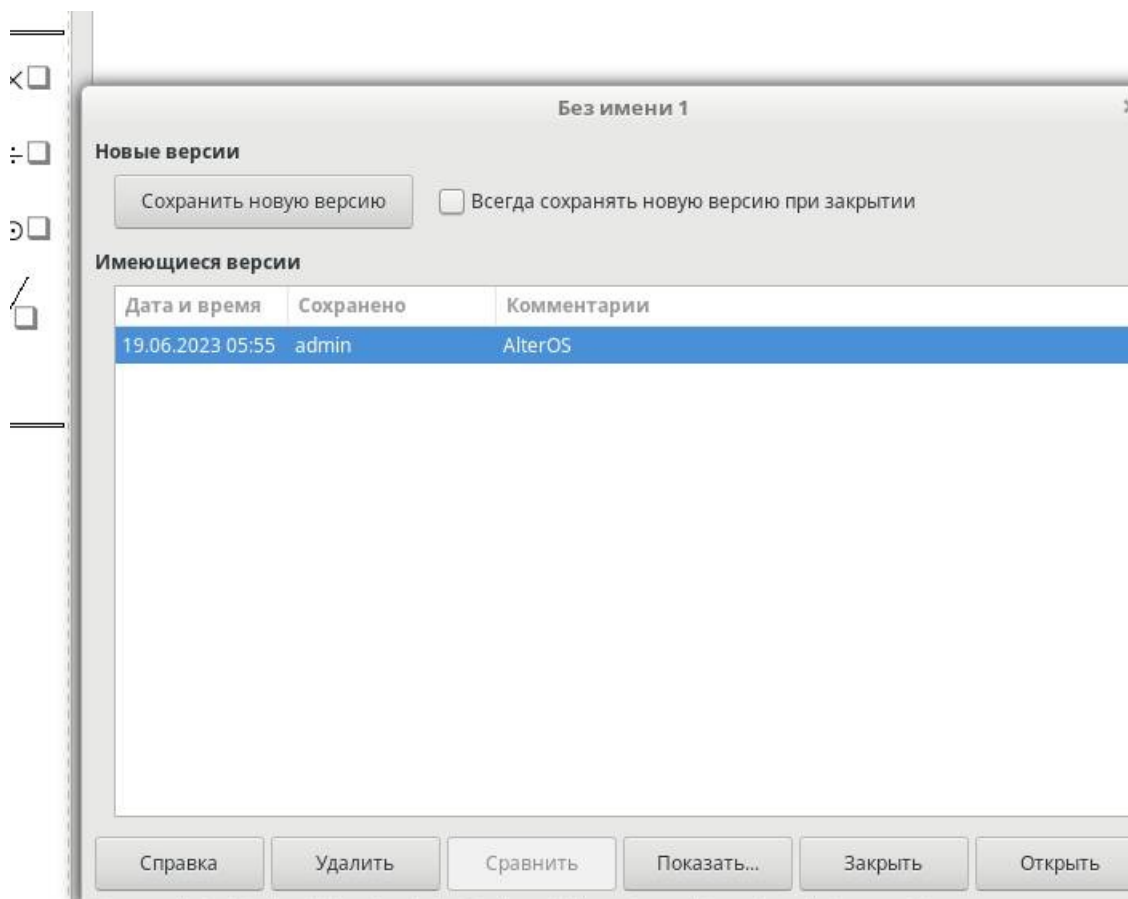 Без имени 1
Новые версии
Сохранить новую версию
Всегда сохранять новую версию при закрытии
Имеющиеся версии
Дата и время Сохранено Комментарии
19.06.2023 05:55 admin AlterOS
Справка Удалить Сравнить Показать... Закрыть Открыть